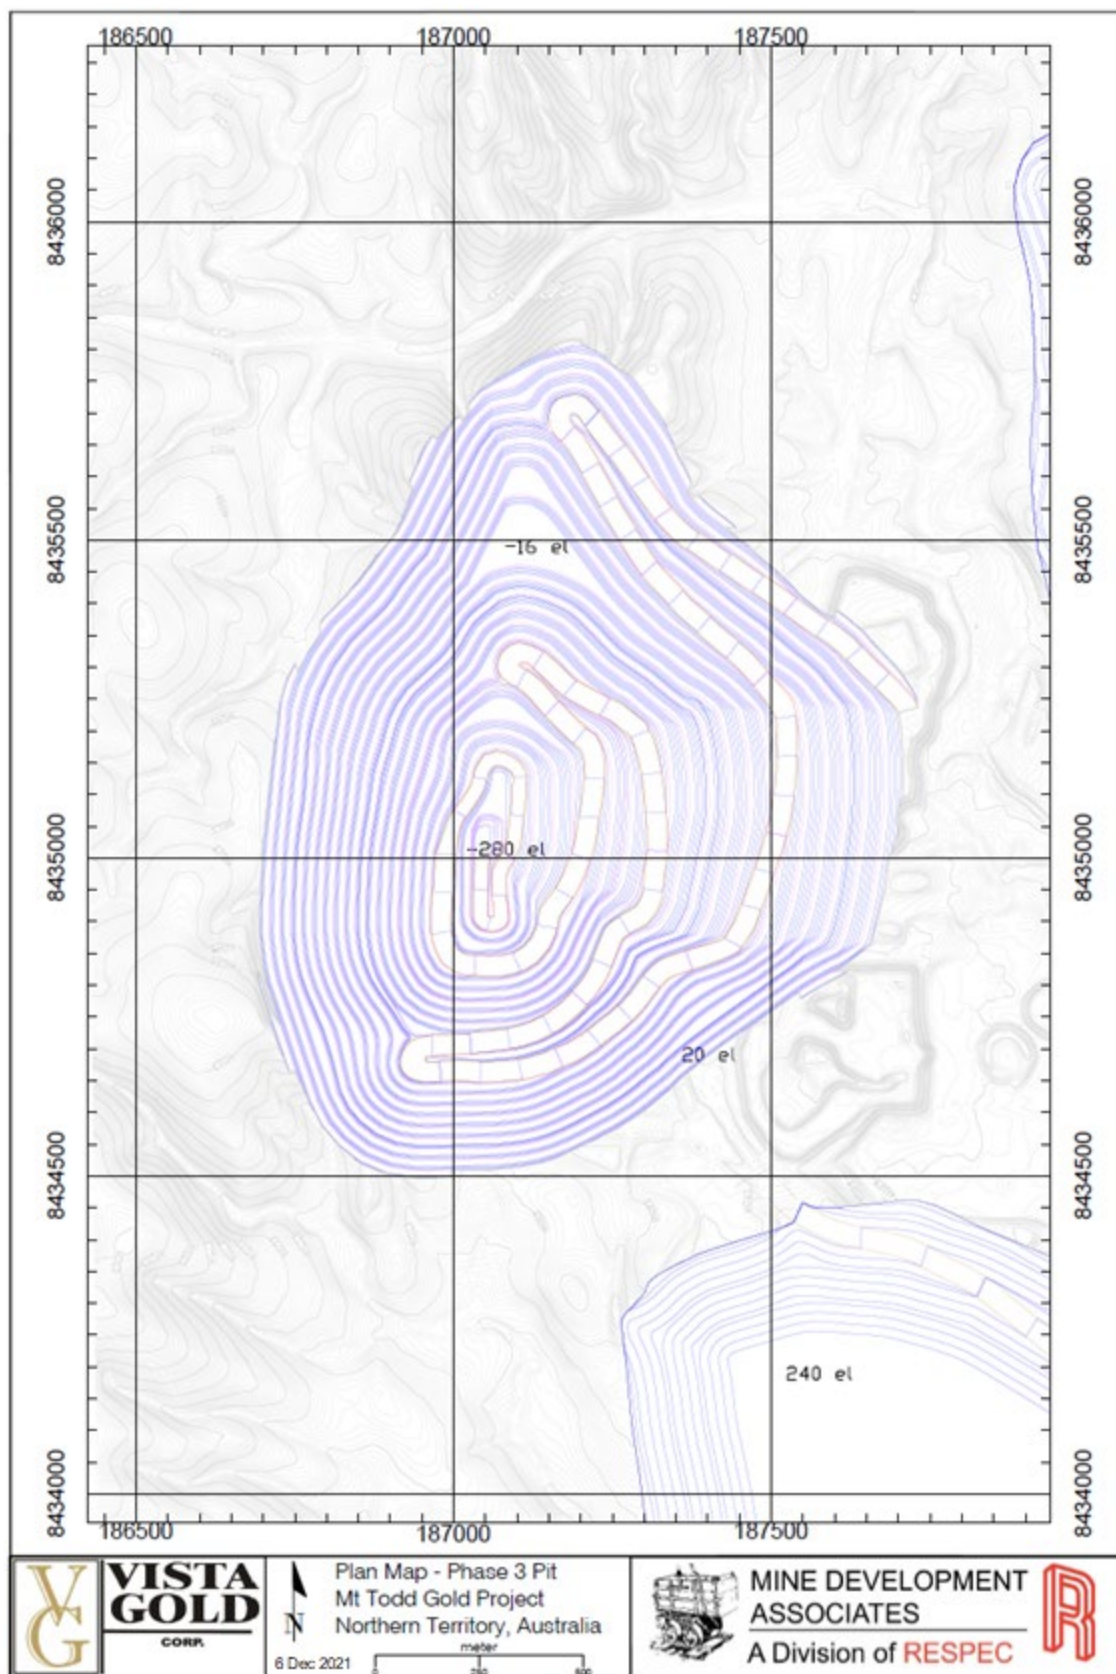 186500 187000 187500
8436000 8436000
8435500 8435500
-16 el
-280 el
8435000 8435000
20 el
8434500 8434500
240 el
8434000 8434000
186500 187000 187500
VG
VISTA
GOLD
CORP.
N
Plan Map - Phase 3 Pit
Mt Todd Gold Project
Northern Territory, Australia
meter
6 Dec 2021
0
MINE DEVELOPMENT
ASSOCIATES
A Division of RESPEC
R